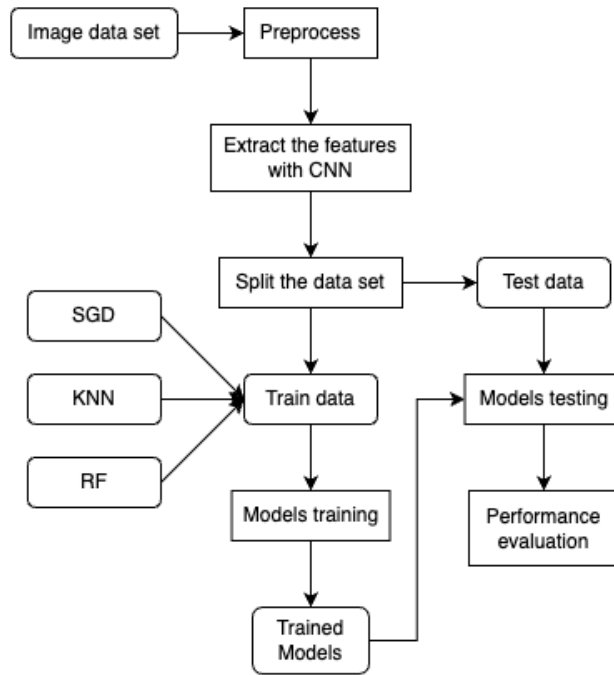 Image data set
Preprocess
Extract the features
with CNN
Split the data set
Test data
SGD
KNN
Train data
Models testing
RF
Models training
Performance
evaluation
Trained
Models